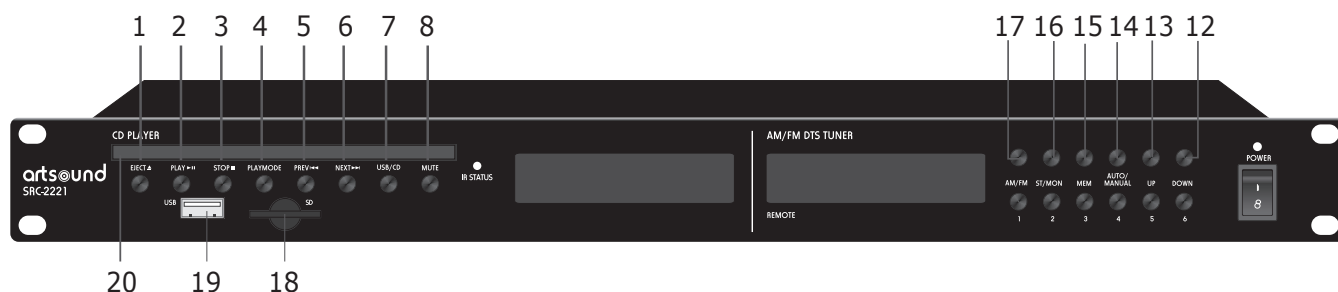 1 2 3 4 5 6 7 8 17 16 15 14 13 12
CD PLAYER
AM/FM DTS TUNER
artsound
SRC-2221
EJECT⏏ PLAY ►II STOP ■ PLAYMODE PREV I◄◄ NEXT ►►I USB/CD MUTE
IR STATUS
POWER
AM/FM ST/MON MEM AUTO/MANUAL UP DOWN
USB SD
REMOTE
1 2 3 4 5 6
20 19 18